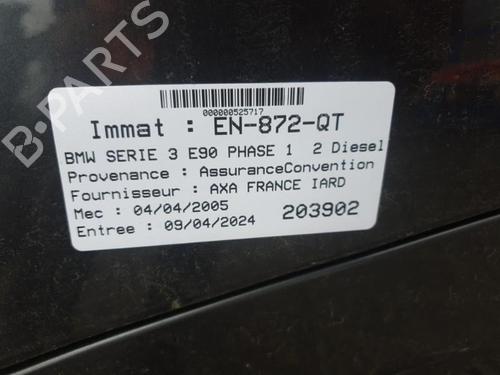 000000525717
Immat : EN-872-QT
BMW SERIE 3 E90 PHASE 1 2 Diesel
Provenance : AssuranceConvention
Fournisseur : AXA FRANCE IARD
Mec : 04/04/2005 203902
Entree : 09/04/2024
B-PARTS